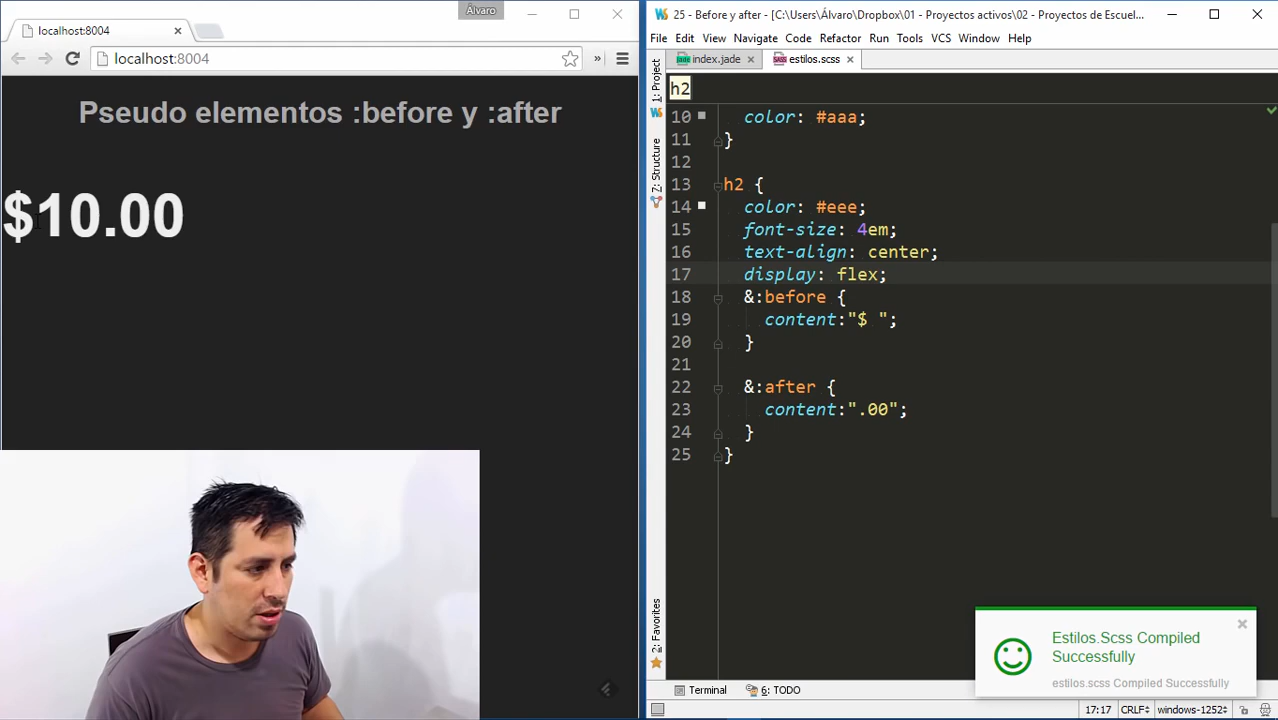 Álvaro
localhost:8004
localhost:8004
Pseudo elementos :before y :after
$10.00
25 - Before y after - [C:\Users\Álvaro\Dropbox\01 - Proyectos activos\02 - Proyectos de Escuel...
File Edit View Navigate Code Refactor Run Tools VCS Window Help
index.jade
estilos.scss
1: Project
Z: Structure
2: Favorites
h2
10 color: #aaa;
11 }
12
13 h2 {
14 color: #eee;
15 font-size: 4em;
16 text-align: center;
17 display: flex;
18 &:before {
19 content:"$ ";
20 }
21
22 &:after {
23 content:".00";
24 }
25 }
Estilos.Scss Compiled
Successfully
estilos.scss Compiled Successfully
Terminal 6: TODO
17:17 CRLF windows-1252